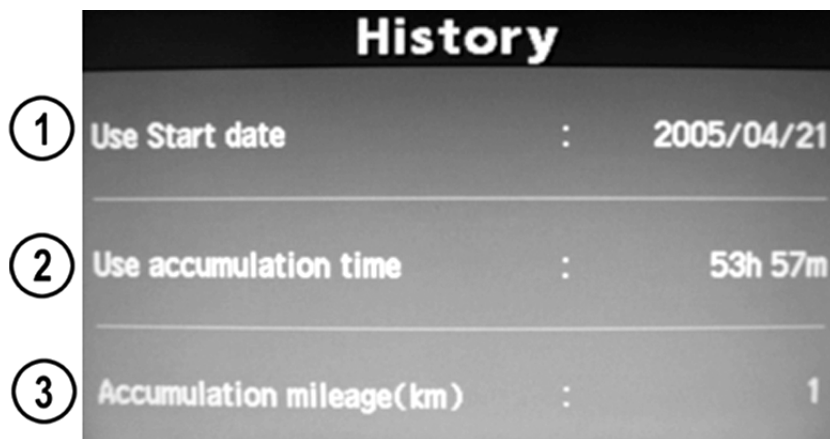 History
1 Use Start date : 2005/04/21
2 Use accumulation time : 53h 57m
3 Accumulation mileage(km) : 1